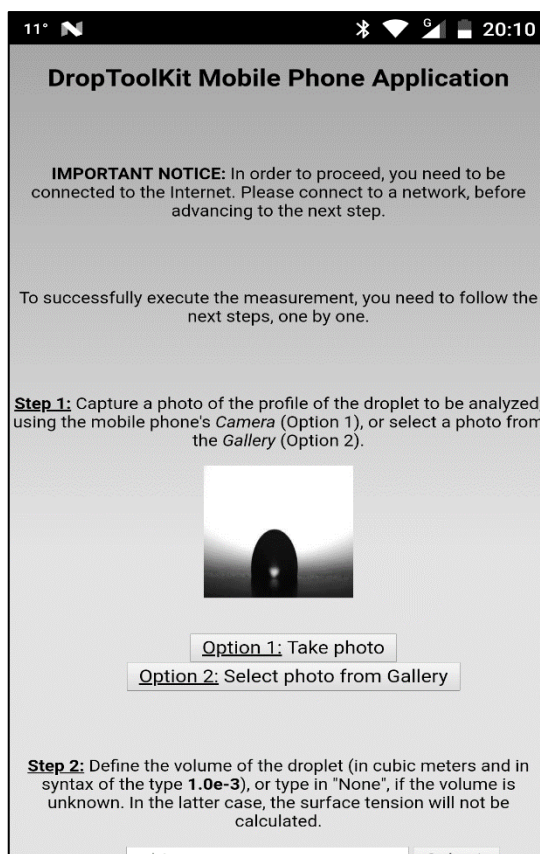 11° N G 20:10
DropToolKit Mobile Phone Application
IMPORTANT NOTICE: In order to proceed, you need to be
connected to the Internet. Please connect to a network, before
advancing to the next step.
To successfully execute the measurement, you need to follow the
next steps, one by one.
Step 1: Capture a photo of the profile of the droplet to be analyzed,
using the mobile phone's Camera (Option 1), or select a photo from
the Gallery (Option 2).
Option 1: Take photo
Option 2: Select photo from Gallery
Step 2: Define the volume of the droplet (in cubic meters and in
syntax of the type 1.0e-3), or type in "None", if the volume is
unknown. In the latter case, the surface tension will not be
calculated.